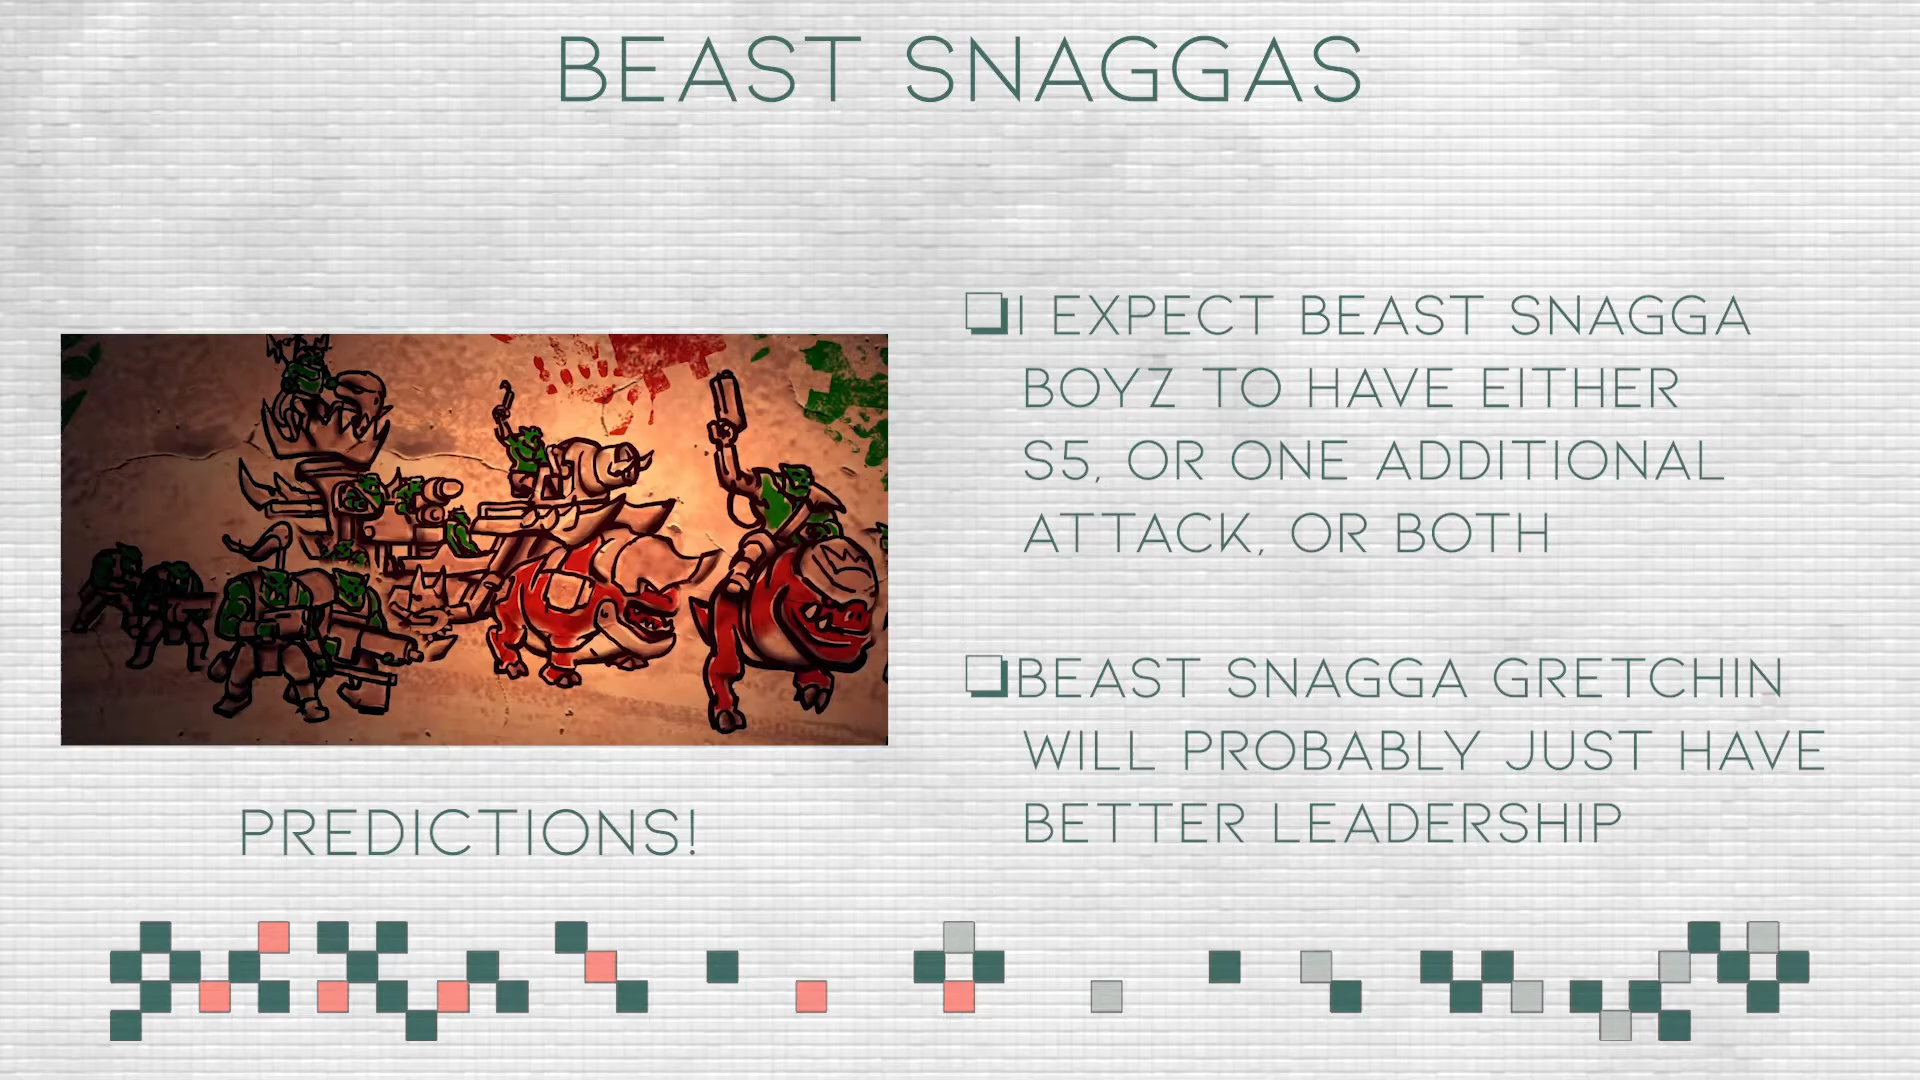 BEAST SNAGGAS
I EXPECT BEAST SNAGGA
BOYZ TO HAVE EITHER
S5, OR ONE ADDITIONAL
ATTACK, OR BOTH
BEAST SNAGGA GRETCHIN
WILL PROBABLY JUST HAVE
BETTER LEADERSHIP
PREDICTIONS!